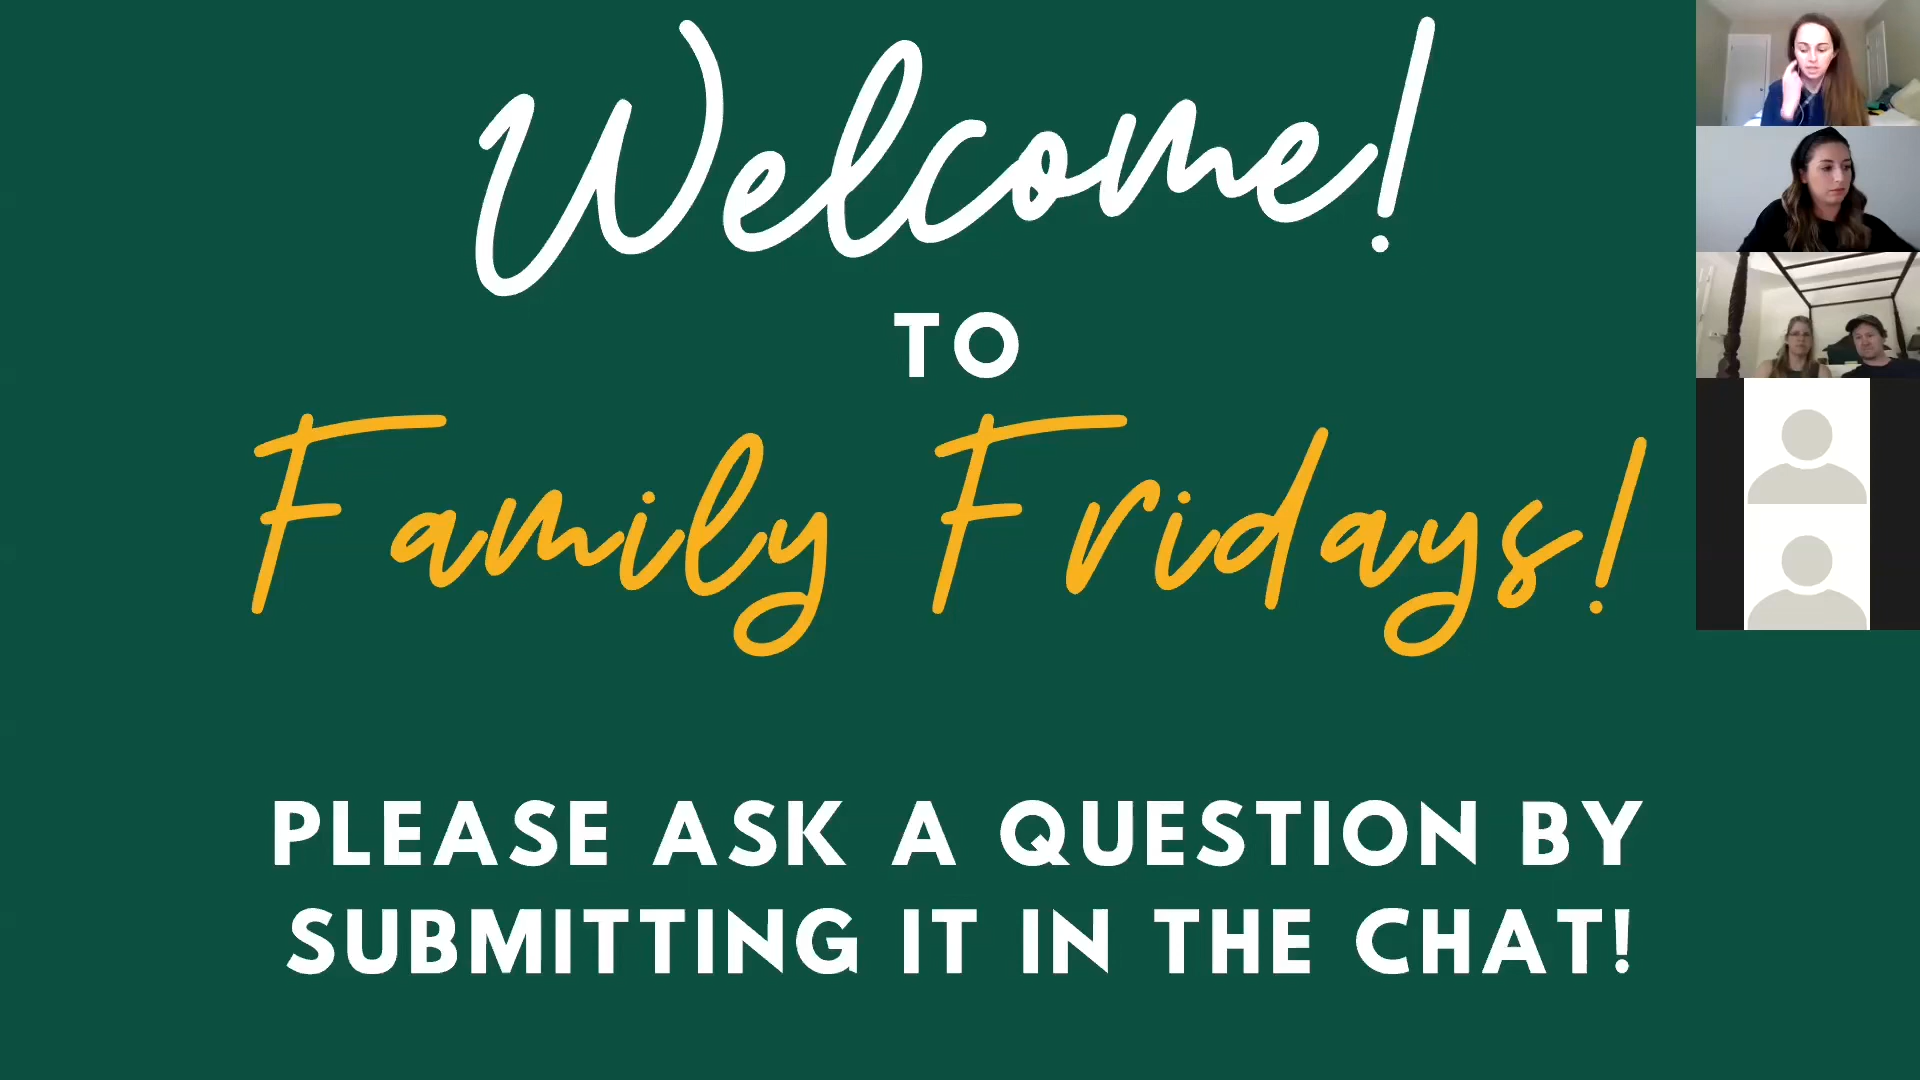 Welcome!
TO
Family Fridays!
PLEASE ASK A QUESTION BY
SUBMITTING IT IN THE CHAT!